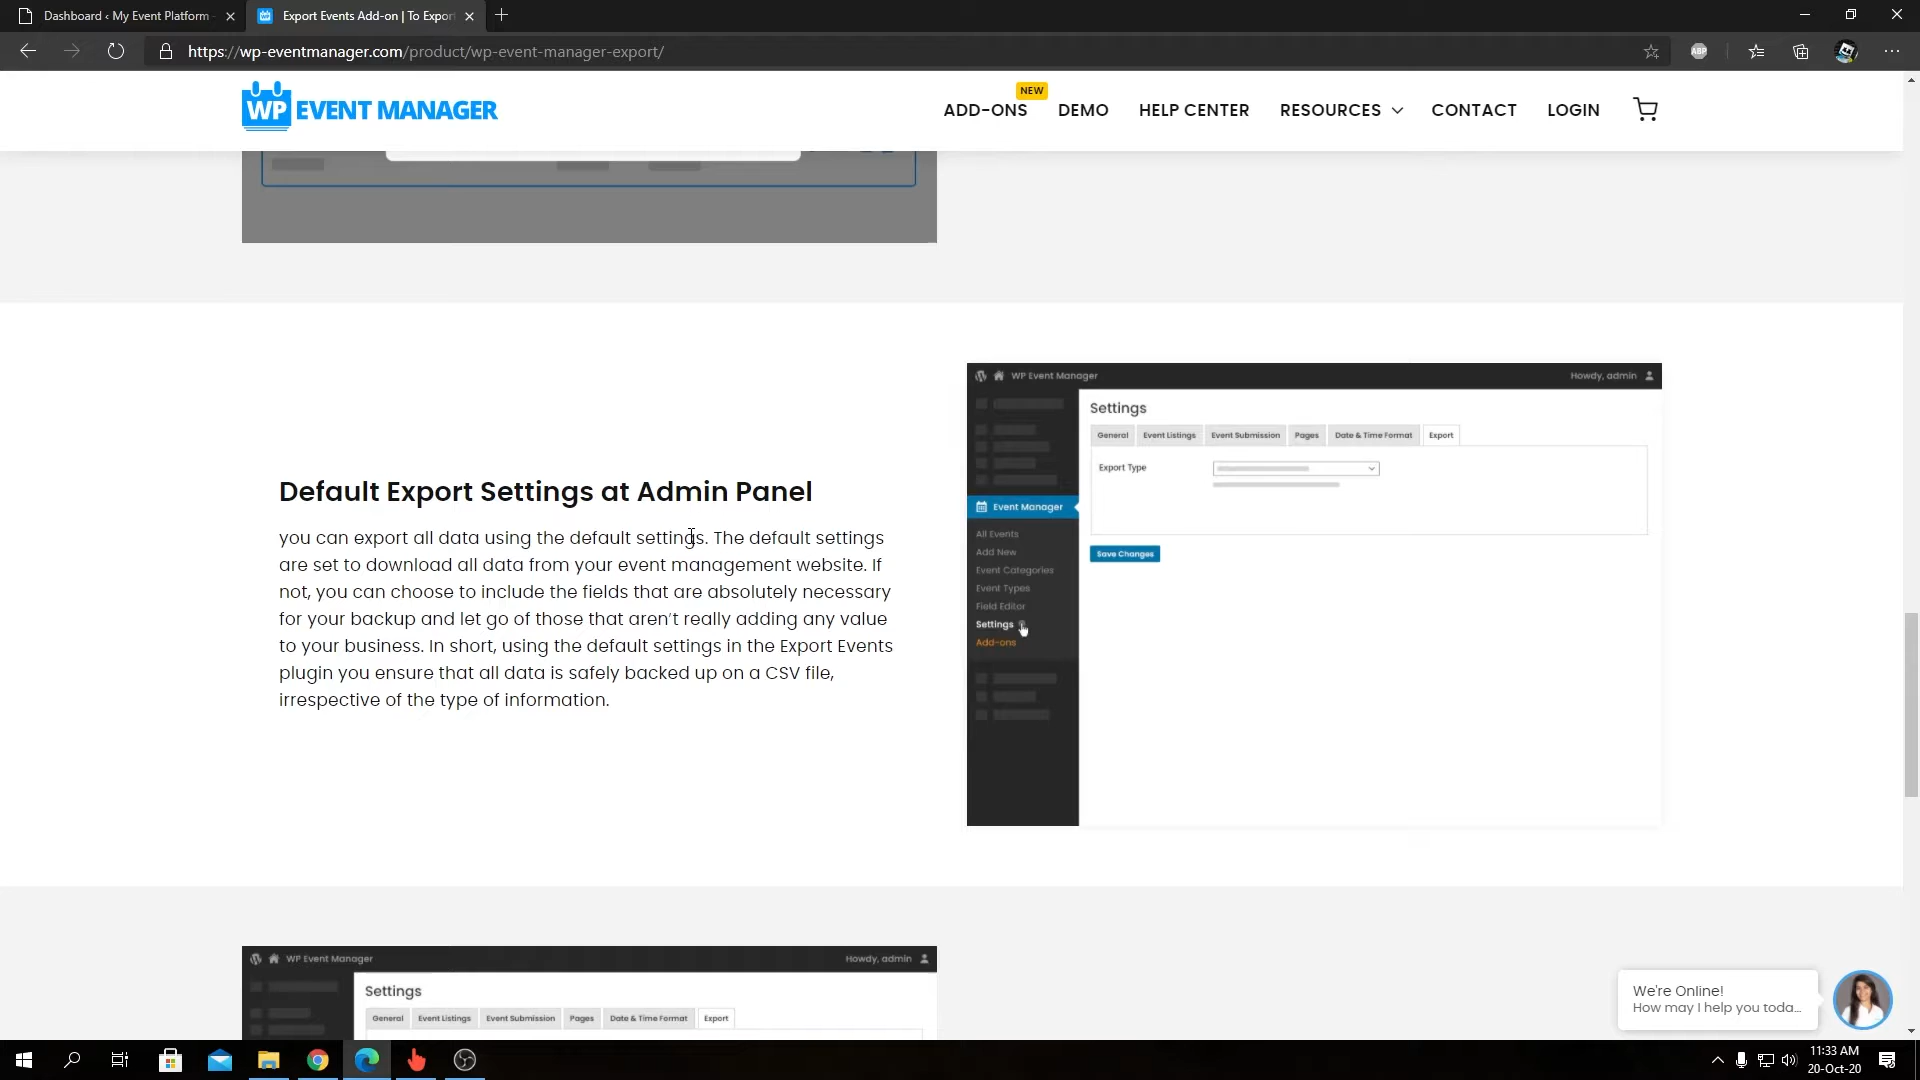 Dashboard ‹ My Event Platform
Export Events Add-on | To Export
https://wp-eventmanager.com/product/wp-event-manager-export/
ABP
WP EVENT MANAGER
NEW
ADD-ONS
DEMO
HELP CENTER
RESOURCES
CONTACT
LOGIN
Default Export Settings at Admin Panel
you can export all data using the default settings. The default settings
are set to download all data from your event management website. If
not, you can choose to include the fields that are absolutely necessary
for your backup and let go of those that aren't really adding any value
to your business. In short, using the default settings in the Export Events
plugin you ensure that all data is safely backed up on a CSV file,
irrespective of the type of information.
WP Event Manager
Howdy, admin
Settings
General Event Listings Event Submission Pages Date & Time Format Export
Export Type
Event Manager
All Events
Add New
Event Categories
Event Types
Field Editor
Settings
Add-ons
Save Changes
WP Event Manager
Howdy, admin
Settings
General Event Listings Event Submission Pages Date & Time Format Export
We're Online!
How may I help you toda...
11:33 AM
20-Oct-20